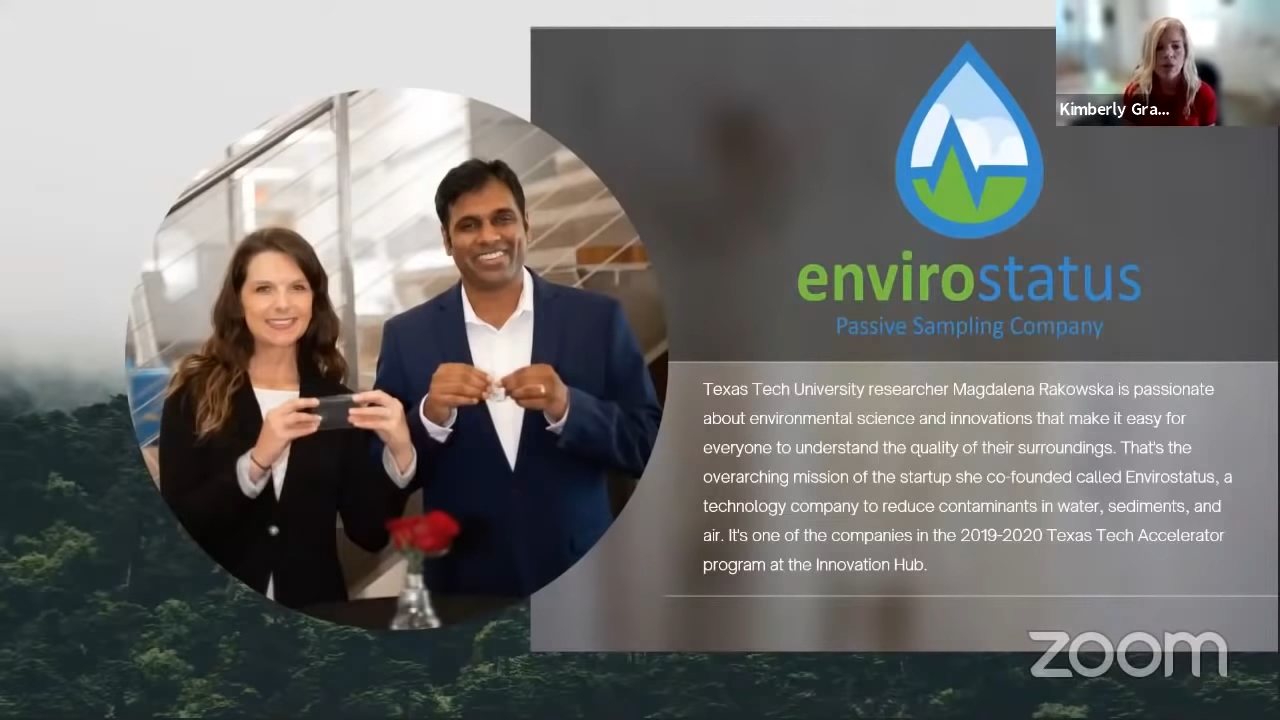 Kimberly Gra...
envirostatus
Passive Sampling Company
Texas Tech University researcher Magdalena Rakowska is passionate
about environmental science and innovations that make it easy for
everyone to understand the quality of their surroundings. That's the
overarching mission of the startup she co-founded called Envirostatus, a
technology company to reduce contaminants in water, sediments, and
air. It's one of the companies in the 2019-2020 Texas Tech Accelerator
program at the Innovation Hub.
zoom